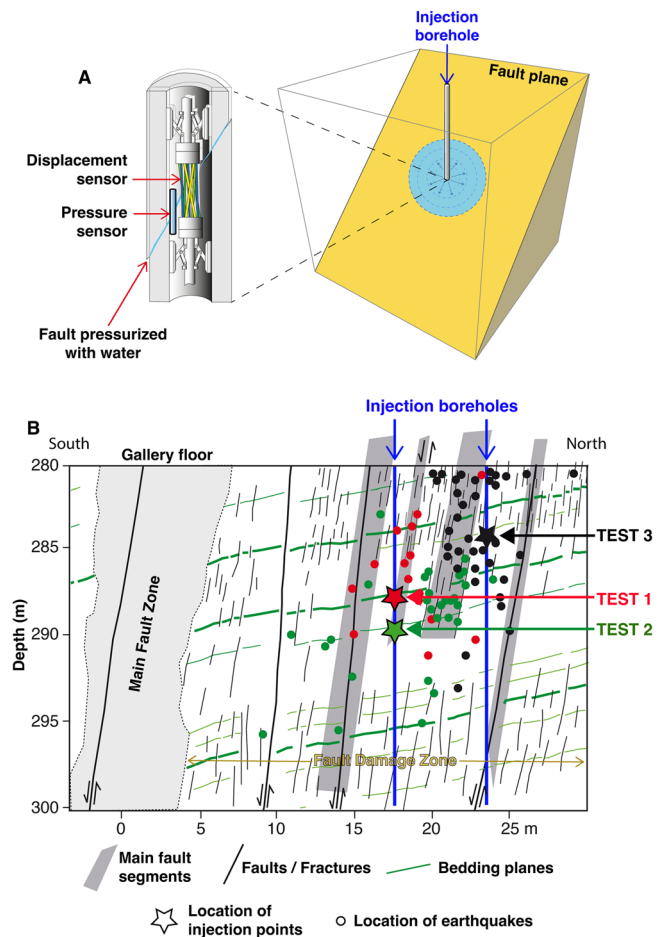 Injection
borehole
A
Fault plane
Displacement
sensor
Pressure
sensor
Fault pressurized
with water
B
Injection boreholes
South
Gallery floor
North
280
285
290
295
300
Depth (m)
Main Fault Zone
TEST 3
TEST 1
TEST 2
Fault Damage Zone
0
5
10
15
20
25 m
Main fault
segments
Faults / Fractures
Bedding planes
Location of
injection points
Location of earthquakes